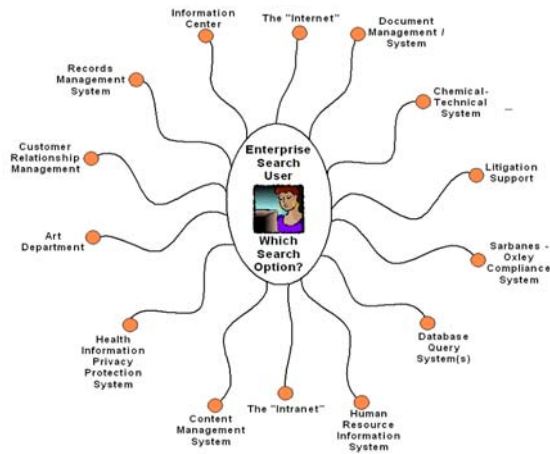 Information
Center
The "Internet"
Document
Management /
System
Records
Management
System
Chemical-
Technical
System
Customer
Relationship
Management
Enterprise
Search
User
Which
Search
Option?
Litigation
Support
Art
Department
Sarbanes -
Oxley
Compliance
System
Health
Information
Privacy
Protection
System
Database
Query
System(s)
Content
Management
System
The "Intranet"
Human
Resource
Information
System